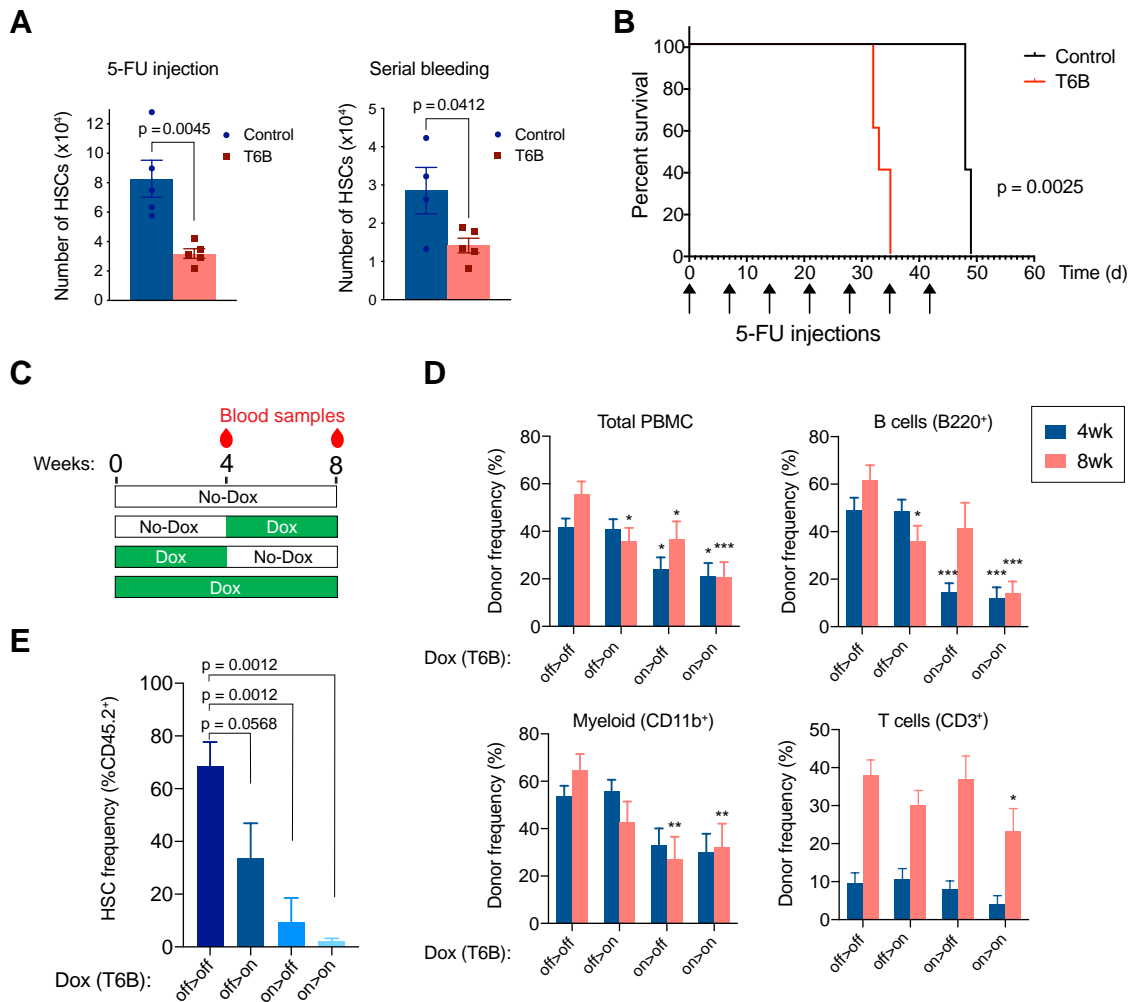 A
5-FU injection
Number of HSCs (x10⁴)
12
10
8
6
4
2
0
p = 0.0045
Control
T6B
Serial bleeding
Number of HSCs (x10⁴)
5
4
3
2
1
0
p = 0.0412
Control
T6B
B
Percent survival
100
80
60
40
20
0
0 10 20 30 40 50 60 Time (d)
Control
T6B
p = 0.0025
5-FU injections
C
Blood samples
Weeks: 0 4 8
No-Dox
No-Dox Dox
Dox No-Dox
Dox
D
4wk
8wk
Total PBMC
Donor frequency (%)
80
60
40
20
0
* * * * ***
Dox (T6B): off>off off>on on>off on>on
B cells (B220⁺)
Donor frequency (%)
80
60
40
20
0
* *** *** ***
off>off off>on on>off on>on
Myeloid (CD11b⁺)
Donor frequency (%)
80
60
40
20
0
** **
Dox (T6B): off>off off>on on>off on>on
T cells (CD3⁺)
Donor frequency (%)
50
40
30
20
10
0
*
off>off off>on on>off on>on
E
HSC frequency (%CD45.2⁺)
100
80
60
40
20
0
p = 0.0012
p = 0.0012
p = 0.0568
Dox (T6B): off>off off>on on>off on>on